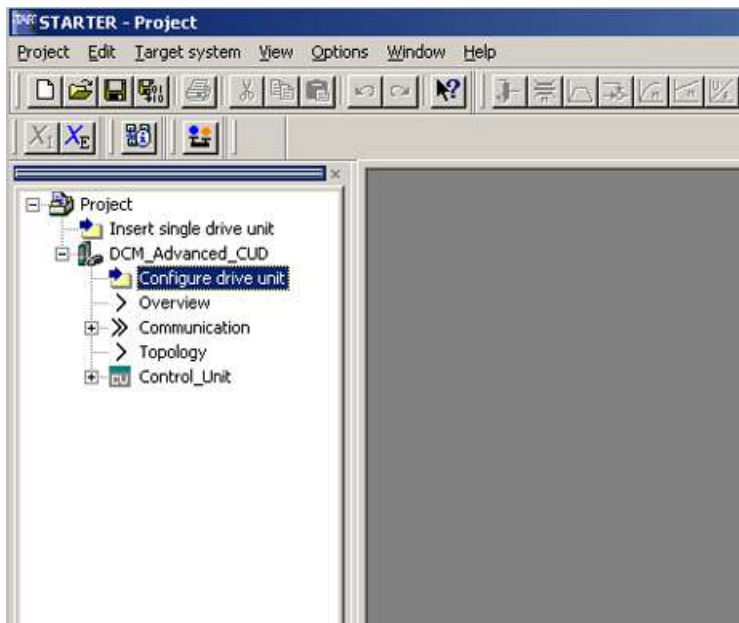 STARTER - Project
Project Edit Target system View Options Window Help
Project
Insert single drive unit
DCM_Advanced_CUD
Configure drive unit
Overview
Communication
Topology
Control_Unit